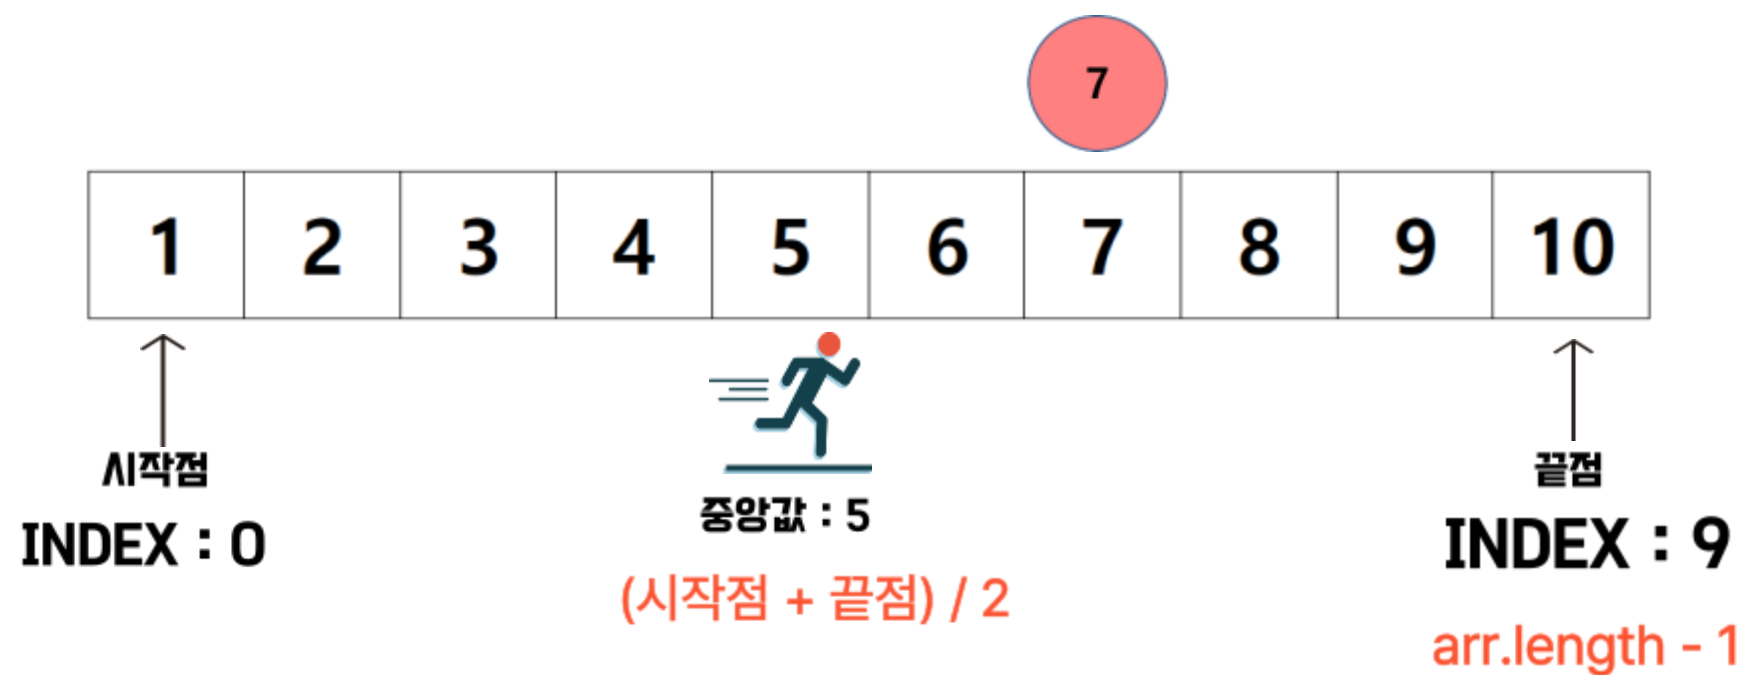 7
1 2 3 4 5 6 7 8 9 10
시작점
INDEX : 0
중앙값 : 5
(시작점 + 끝점) / 2
끝점
INDEX : 9
arr.length - 1